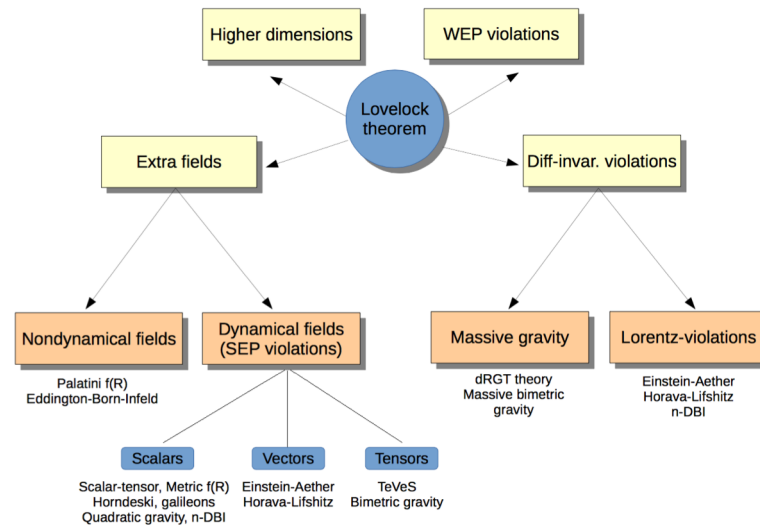 Higher dimensions
WEP violations
Lovelock
theorem
Extra fields
Diff-invar. violations
Nondynamical fields
Dynamical fields
(SEP violations)
Massive gravity
Lorentz-violations
Palatini f(R)
Eddington-Born-Infeld
dRGT theory
Massive bimetric
gravity
Einstein-Aether
Horava-Lifshitz
n-DBI
Scalars
Vectors
Tensors
Scalar-tensor, Metric f(R)
Horndeski, galileons
Quadratic gravity, n-DBI
Einstein-Aether
Horava-Lifshitz
TeVeS
Bimetric gravity